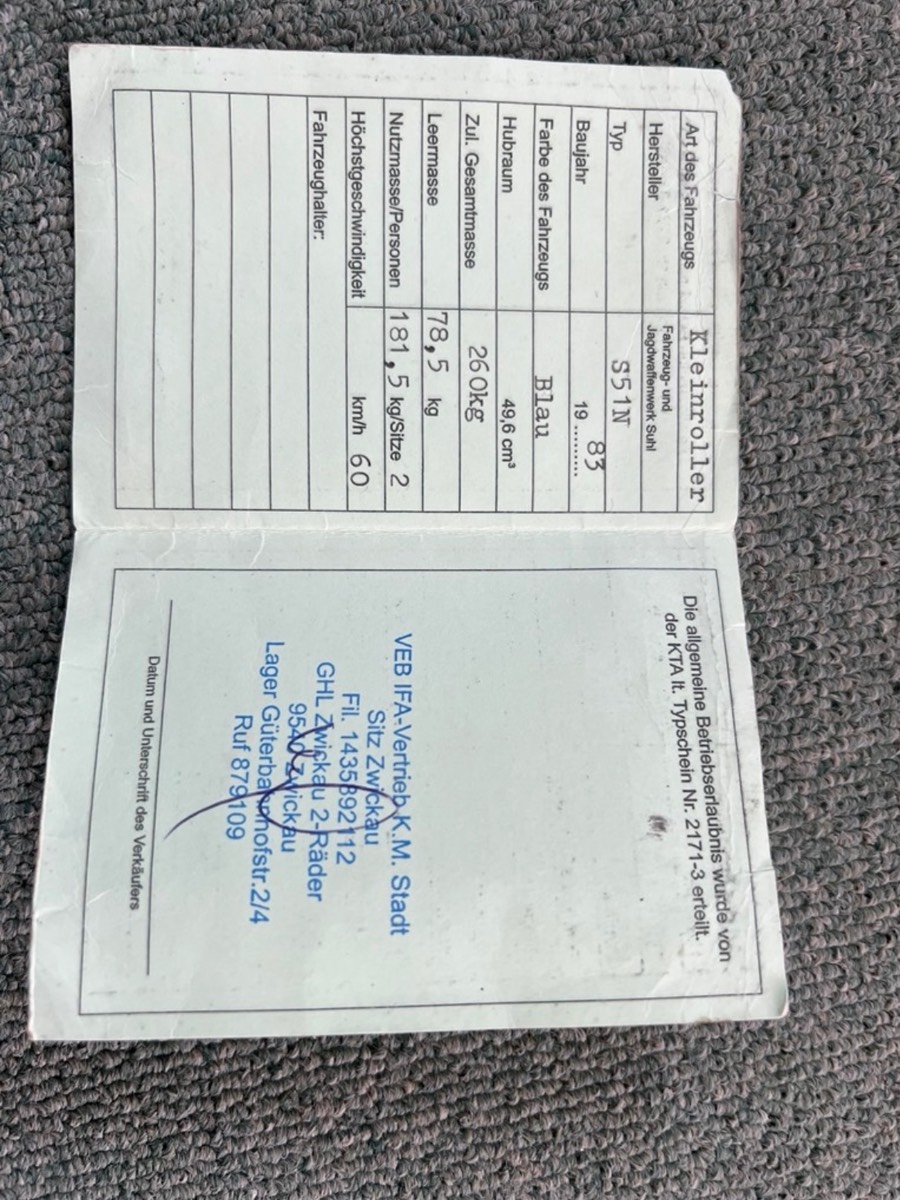 Art des Fahrzeugs Kleinroller
Hersteller Fahrzeug- und
Jagdwaffenwerk Suhl
Typ S51N
Baujahr 19 ......... 83
Farbe des Fahrzeugs Blau
Hubraum 49,6 cm³
Zul. Gesamtmasse 260kg
Leermasse 78,5 kg
Nutzmasse/Personen 181,5 kg/Sitze 2
Höchstgeschwindigkeit km/h 60
Fahrzeughalter:
Die allgemeine Betriebserlaubnis wurde von
der KTA lt. Typschein Nr. 2171-3 erteilt.
VEB IFA-Vertrieb K.M. Stadt
Sitz Zwickau
Fil. 1435892112
GHL Zwickau 2-Räder
Zwickau
Lager Güterbahnhofstr.2/4
Ruf 879109
Datum und Unterschrift des Verkäufers